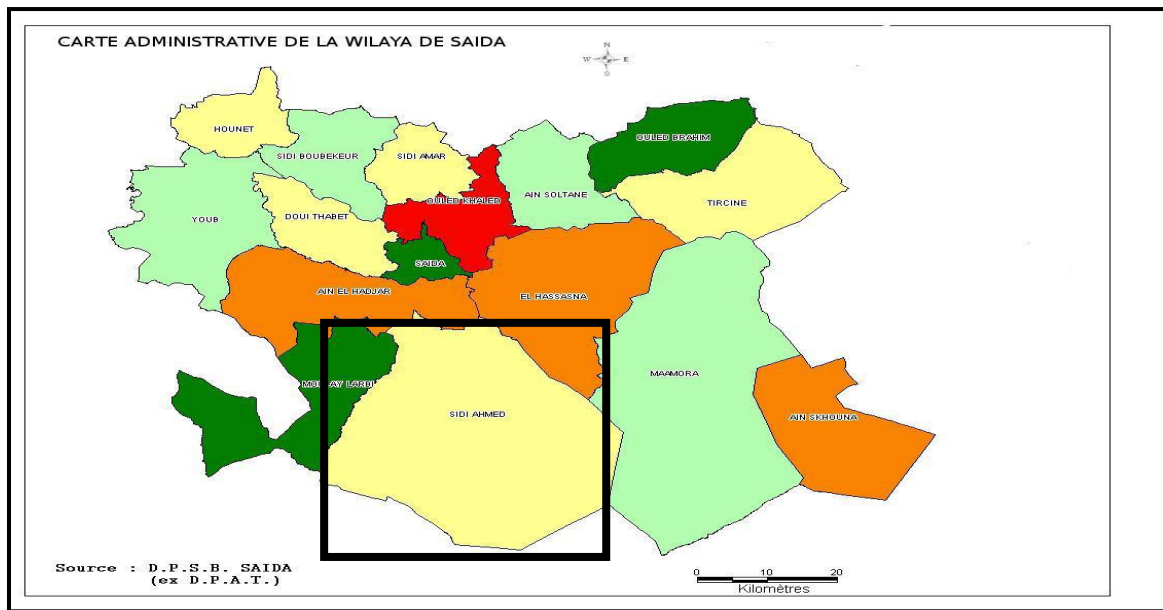 CARTE ADMINISTRATIVE DE LA WILAYA DE SAIDA
N
W E
S
HOUNET
SIDI BOUBEKEUR
SIDI AMAR
OULED BRAHIM
AIN SOLTANE
OULED KHALED
TIRCINE
YOUB
DOUI THABET
SAIDA
AIN EL HADJAR
EL HASSASNA
MAAMORA
MOULAY LARBI
SIDI AHMED
AIN SKHOUNA
Source : D.P.S.B. SAIDA
(ex D.P.A.T.)
0 10 20
Kilomètres